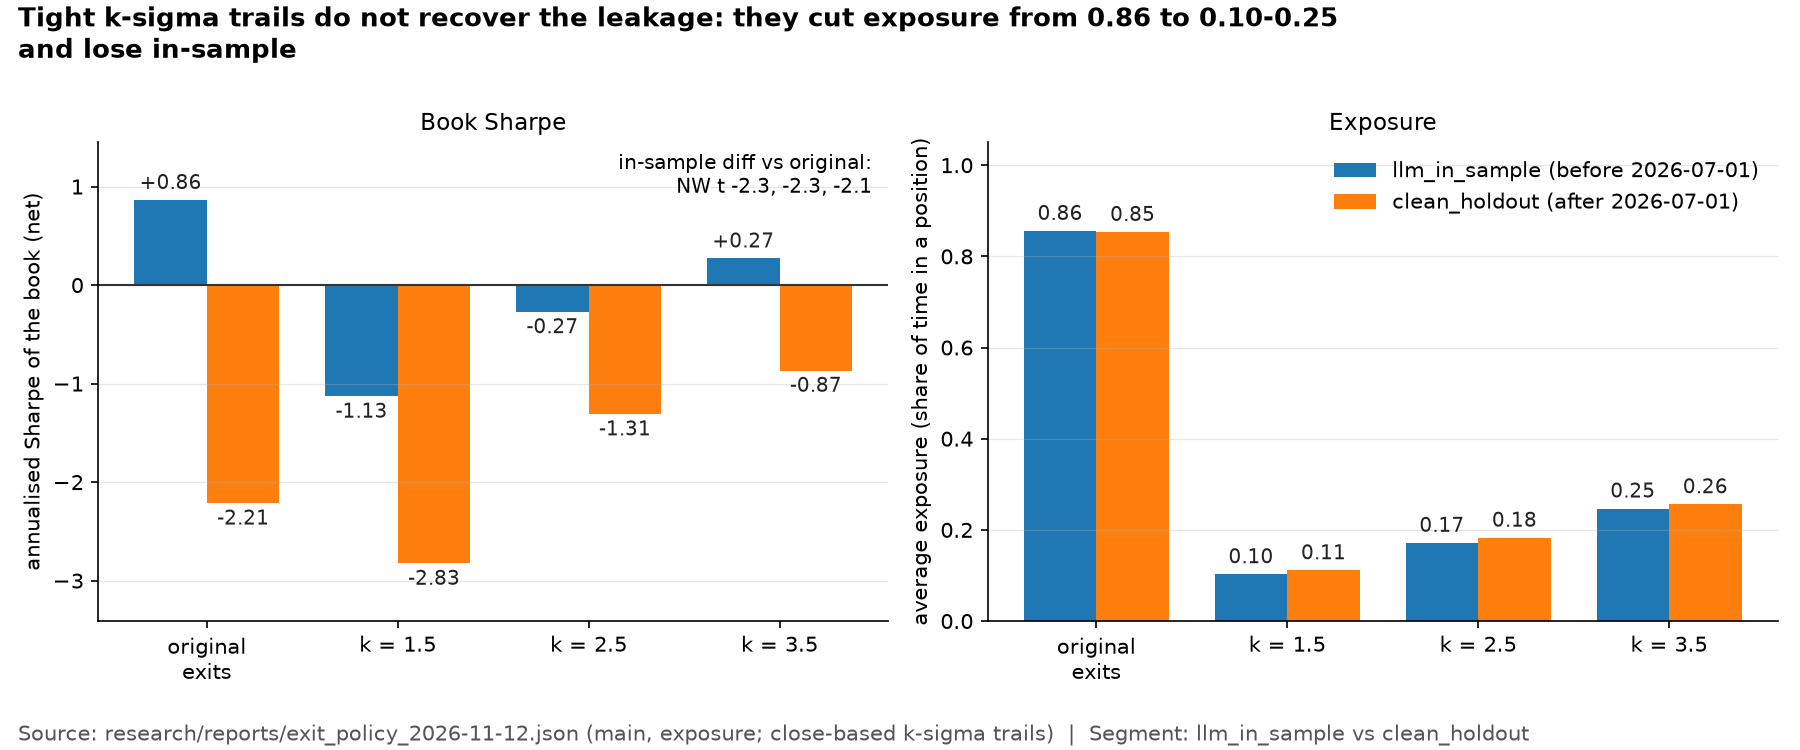 Tight k-sigma trails do not recover the leakage: they cut exposure from 0.86 to 0.10-0.25
and lose in-sample
Book Sharpe
annualised Sharpe of the book (net)
1
0
−1
−2
−3
in-sample diff vs original:
NW t -2.3, -2.3, -2.1
+0.86
-2.21
-1.13
-2.83
-0.27
-1.31
+0.27
-0.87
original
exits
k = 1.5
k = 2.5
k = 3.5
Exposure
average exposure (share of time in a position)
1.0
0.8
0.6
0.4
0.2
0.0
llm_in_sample (before 2026-07-01)
clean_holdout (after 2026-07-01)
0.86
0.85
0.10
0.11
0.17
0.18
0.25
0.26
original
exits
k = 1.5
k = 2.5
k = 3.5
Source: research/reports/exit_policy_2026-11-12.json (main, exposure; close-based k-sigma trails)  |  Segment: llm_in_sample vs clean_holdout